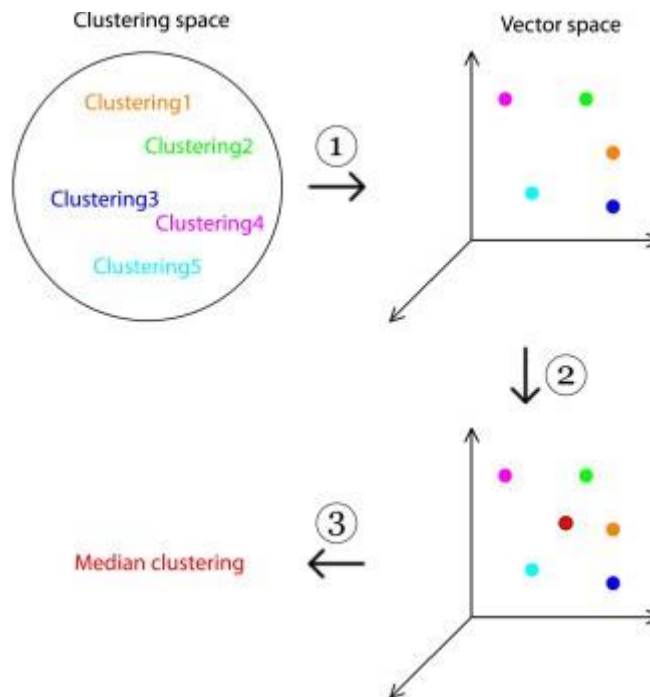 Clustering space
Vector space
Clustering1
Clustering2
Clustering3
Clustering4
Clustering5
1
2
3
Median clustering